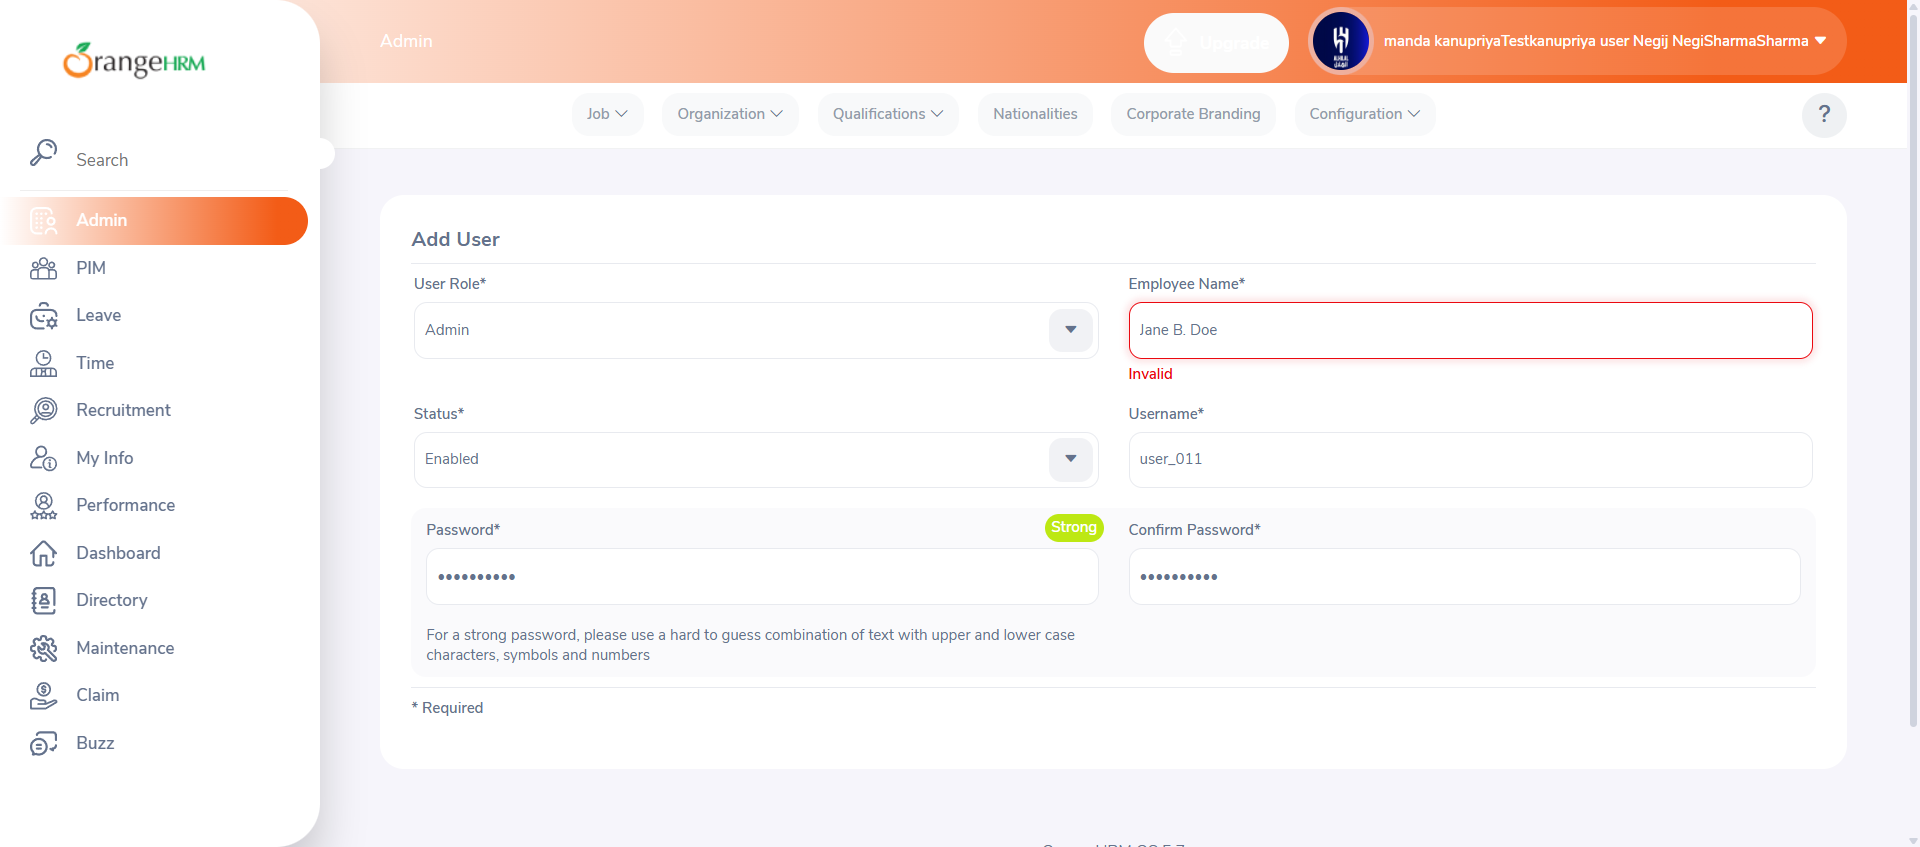 OrangeHRM
Search
Admin
PIM
Leave
Time
Recruitment
My Info
Performance
Dashboard
Directory
Maintenance
Claim
Buzz
Admin
Upgrade
manda kanupriyaTestkanupriya user Negij NegiSharmaSharma
Job
Organization
Qualifications
Nationalities
Corporate Branding
Configuration
?
Add User
User Role*
Admin
Employee Name*
Jane B. Doe
Invalid
Status*
Enabled
Username*
user_011
Password*
Strong
Confirm Password*
For a strong password, please use a hard to guess combination of text with upper and lower case
characters, symbols and numbers
* Required